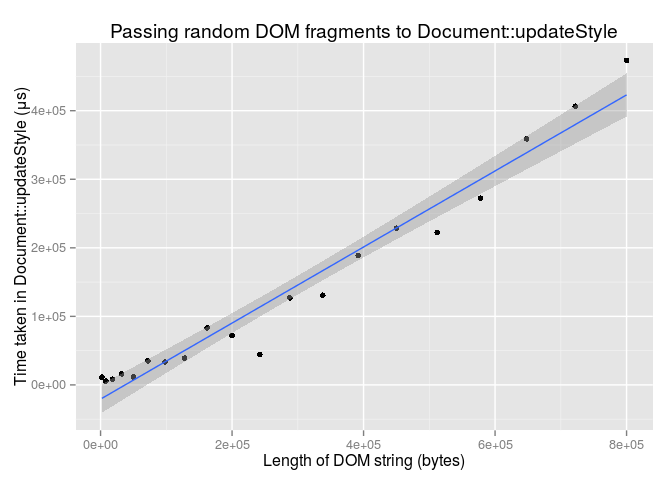 Passing random DOM fragments to Document::updateStyle
Time taken in Document::updateStyle (µs)
4e+05
3e+05
2e+05
1e+05
0e+00
0e+00 2e+05 4e+05 6e+05 8e+05
Length of DOM string (bytes)